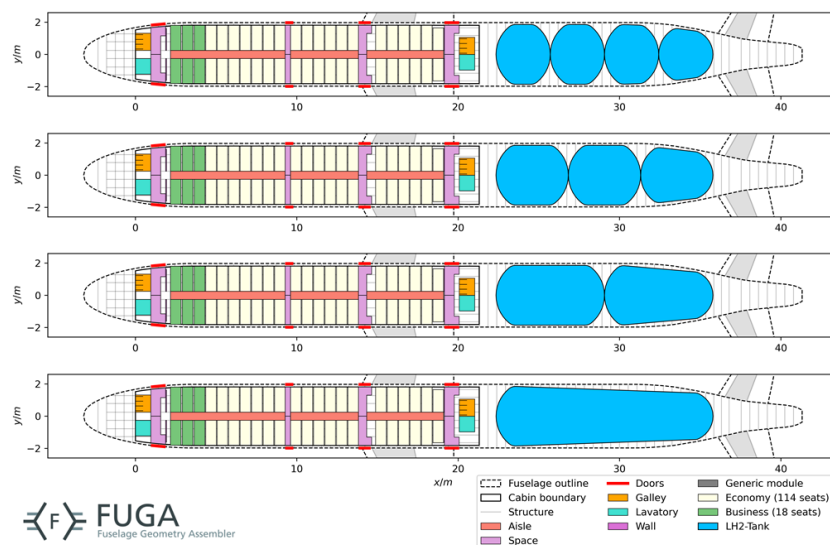 y/m
2
0
−2
0
10
20
30
40
y/m
2
0
−2
0
10
20
30
40
y/m
2
0
−2
0
10
20
30
40
y/m
2
0
−2
0
10
20
30
40
x/m
Fuselage outline
Cabin boundary
Structure
Aisle
Space
Doors
Galley
Lavatory
Wall
Generic module
Economy (114 seats)
Business (18 seats)
LH2-Tank
F
FUGA
Fuselage Geometry Assembler